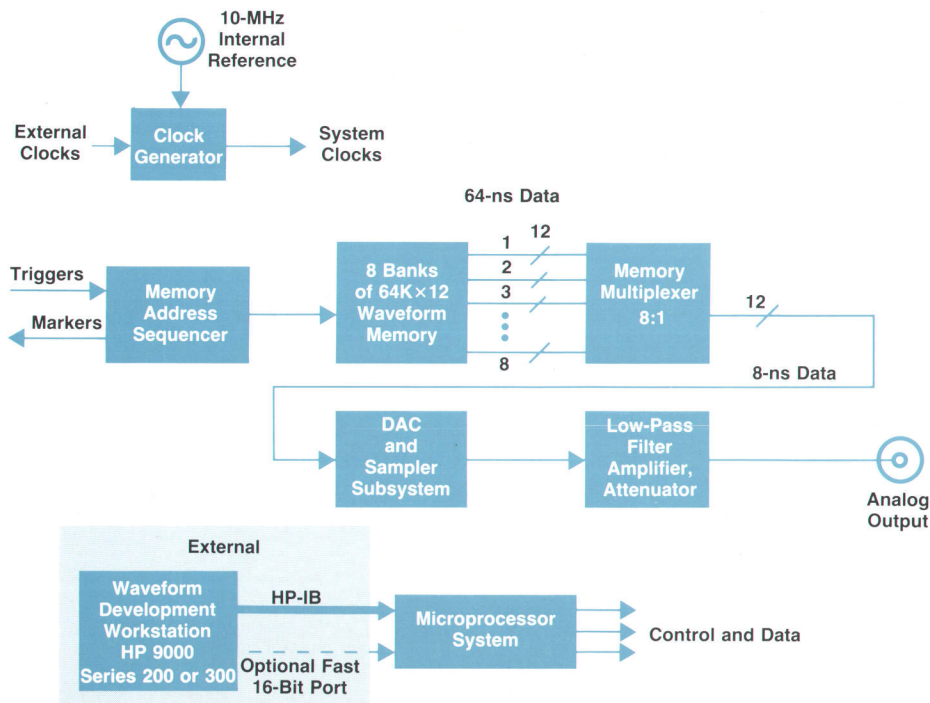 10-MHz
Internal
Reference
External
Clocks
Clock
Generator
System
Clocks
64-ns Data
Triggers
Markers
Memory
Address
Sequencer
8 Banks
of 64K×12
Waveform
Memory
1
12
2
3
8
Memory
Multiplexer
8:1
12
8-ns Data
DAC
and
Sampler
Subsystem
Low-Pass
Filter
Amplifier,
Attenuator
Analog
Output
External
Waveform
Development
Workstation
HP 9000
Series 200 or 300
HP-IB
Optional Fast
16-Bit Port
Microprocessor
System
Control and Data